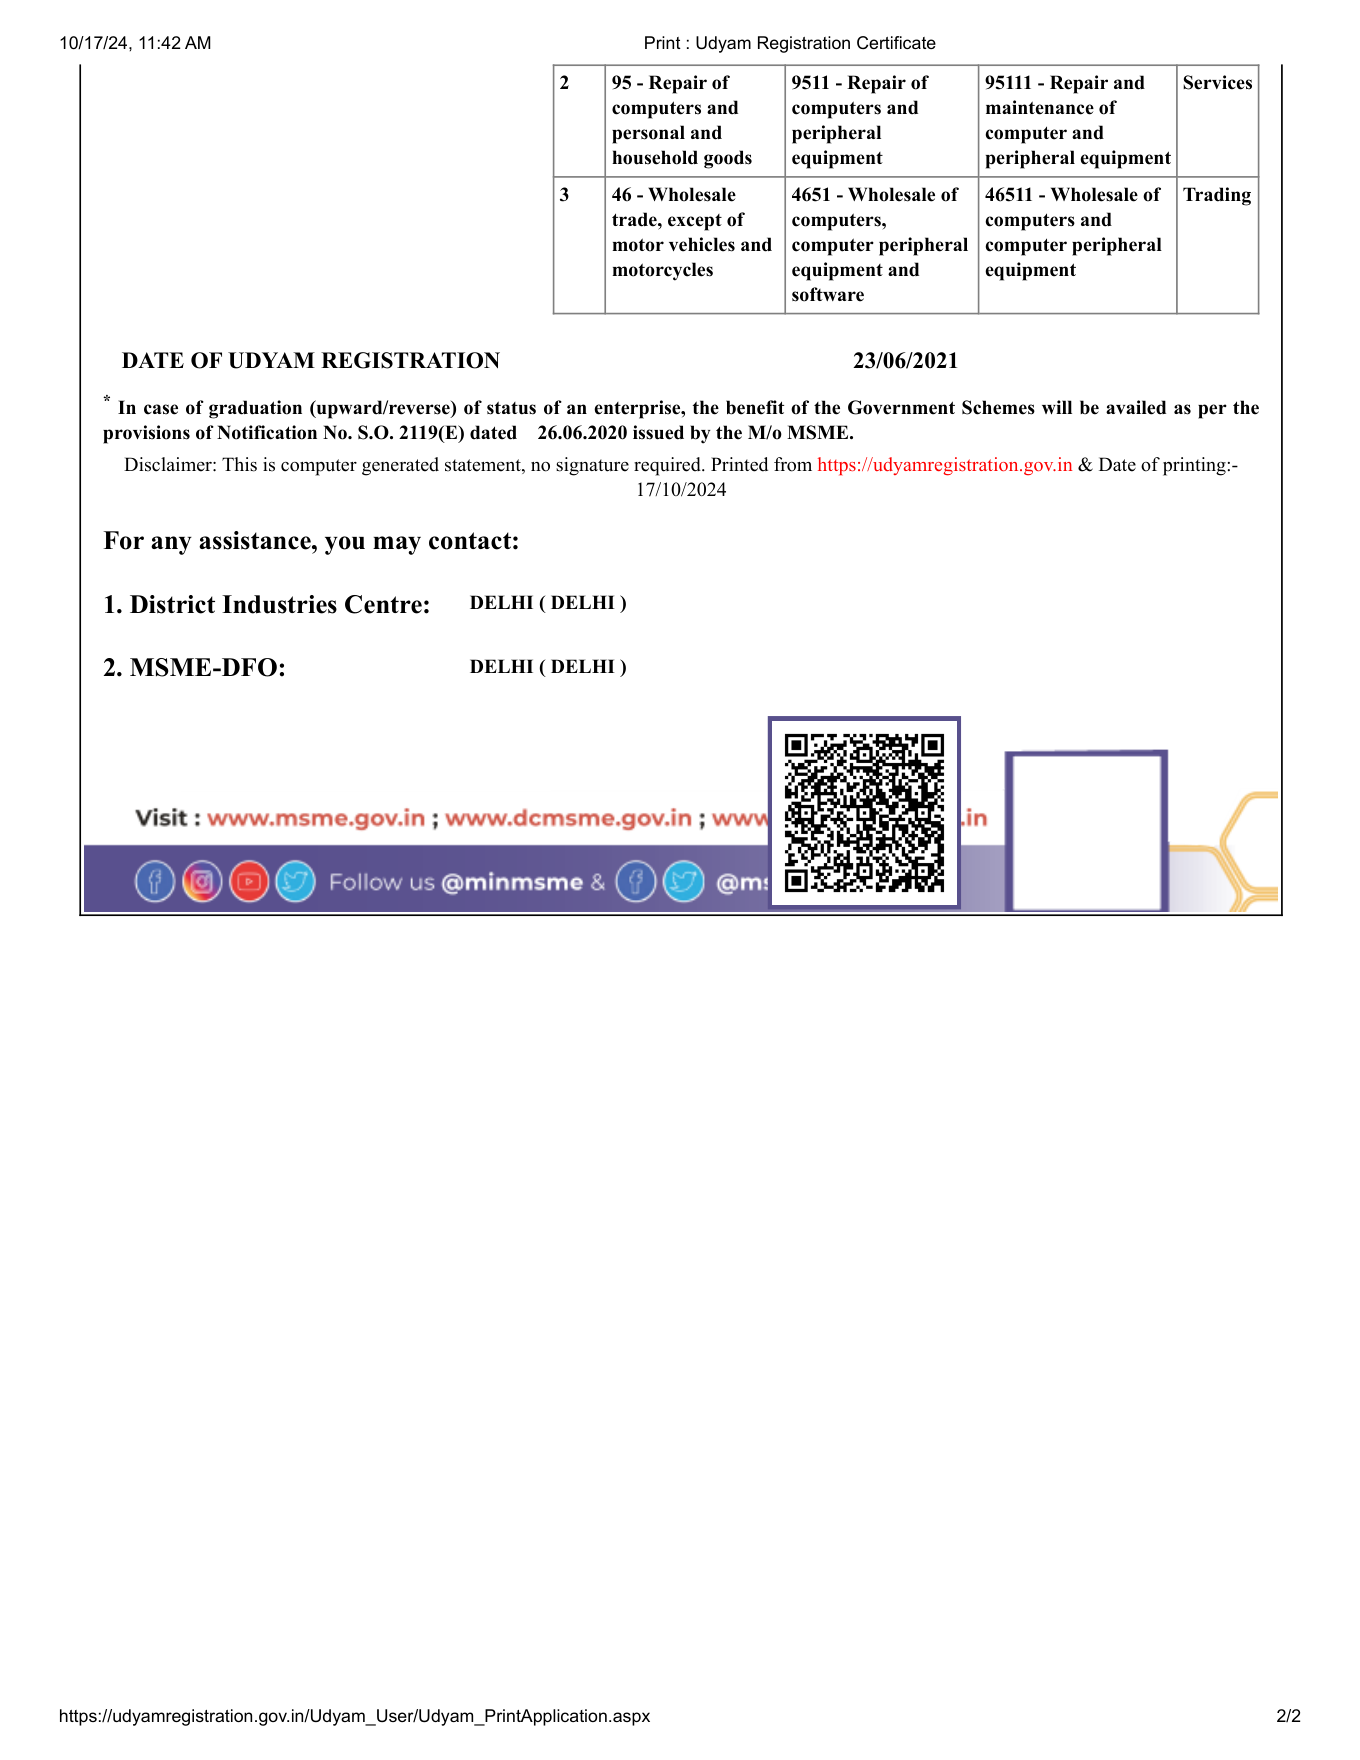 10/17/24, 11:42 AM Print : Udyam Registration Certificate
2 95 - Repair of 9511 - Repair of 95111 - Repair and Services
computers and computers and maintenance of
personal and peripheral computer and
household goods equipment peripheral equipment
3 46 - Wholesale 4651 - Wholesale of 46511 - Wholesale of Trading
trade, except of computers, computers and
motor vehicles and computer peripheral computer peripheral
motorcycles equipment and equipment
software
DATE OF UDYAM REGISTRATION 23/06/2021
* In case of graduation (upward/reverse) of status of an enterprise, the benefit of the Government Schemes will be availed as per the
provisions of Notification No. S.O. 2119(E) dated 26.06.2020 issued by the M/o MSME.
Disclaimer: This is computer generated statement, no signature required. Printed from https://udyamregistration.gov.in & Date of printing:-
17/10/2024
For any assistance, you may contact:
1. District Industries Centre: DELHI ( DELHI )
2. MSME-DFO: DELHI ( DELHI )
Visit : www.msme.gov.in ; www.dcmsme.gov.in ; www .in
Follow us @minmsme & @ms
https://udyamregistration.gov.in/Udyam_User/Udyam_PrintApplication.aspx 2/2